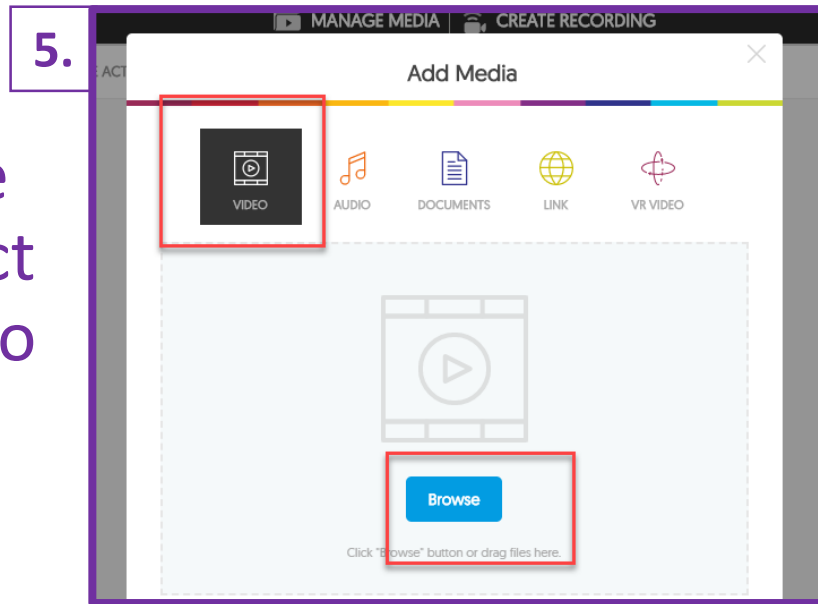 5.
MANAGE MEDIA CREATE RECORDING
ACT
Add Media
VIDEO AUDIO DOCUMENTS LINK VR VIDEO
Browse
Click "Browse" button or drag files here.